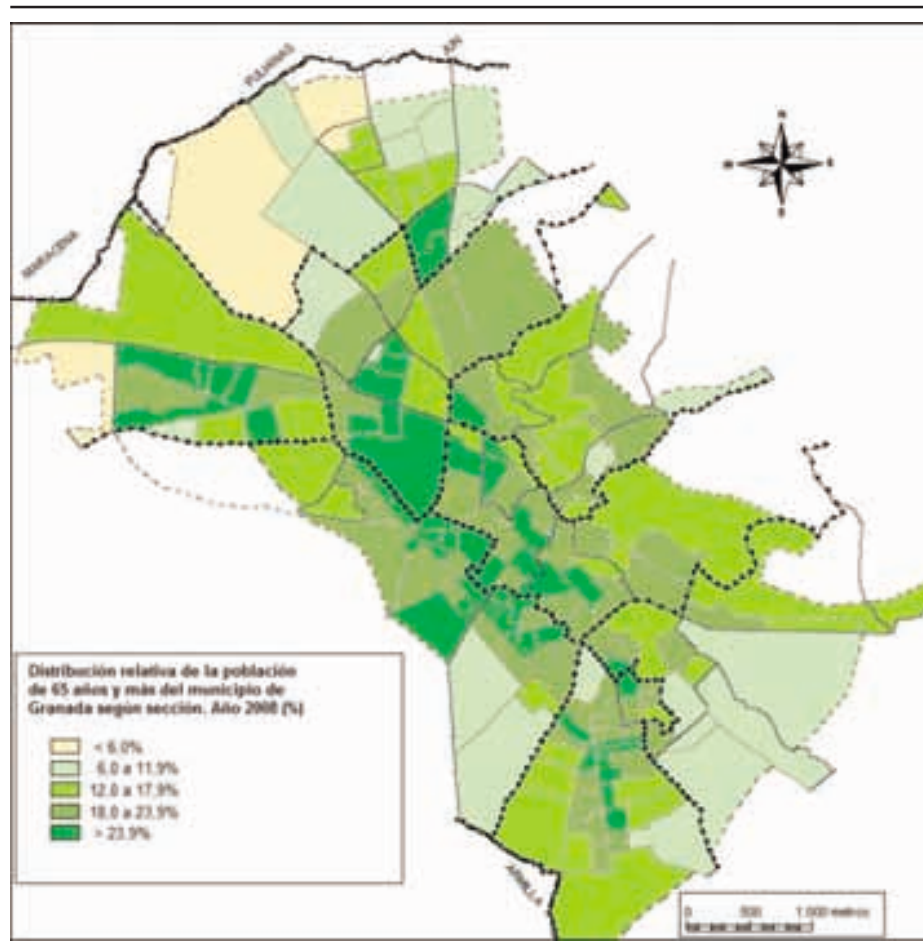 PULIANAS
JUN
MARACENA
N
S
Distribución relativa de la población
de 65 años y más del municipio de
Granada según sección. Año 2008 (%)
< 6.0%
6.0 a 11.9%
12.0 a 17.9%
18.0 a 23.9%
> 23.9%
ARMILLA
0 500 1.000 metros